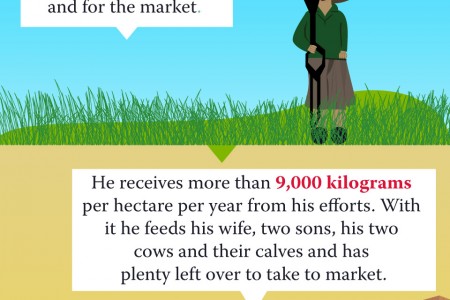 and for the market.
He receives more than 9,000 kilograms
per hectare per year from his efforts. With
it he feeds his wife, two sons, his two
cows and their calves and has
plenty left over to take to market.